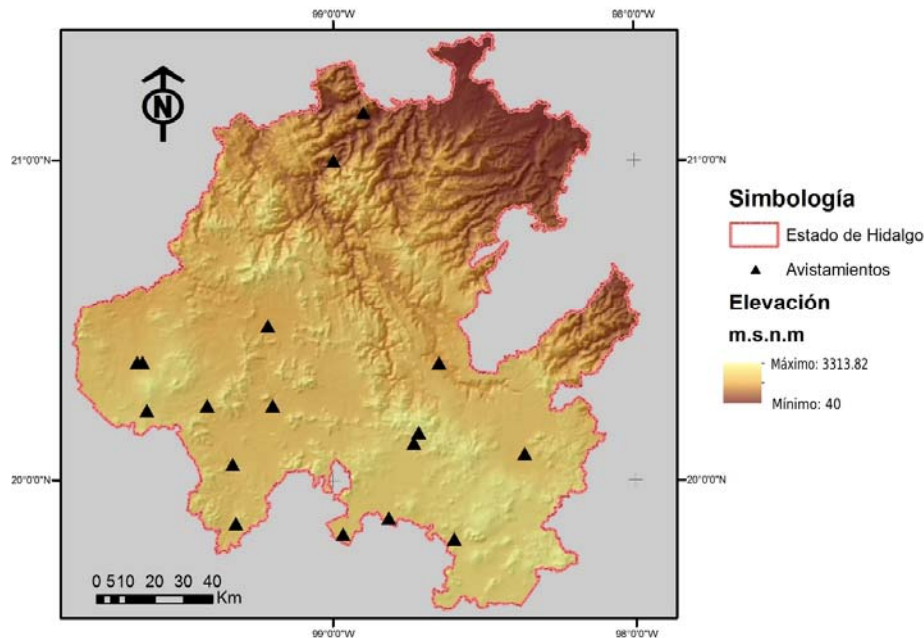 99°0'0"W
98°0'0"W
N
21°0'0"N
21°0'0"N
Simbología
Estado de Hidalgo
Avistamientos
Elevación
m.s.n.m
Máximo: 3313.82
Mínimo: 40
20°0'0"N
20°0'0"N
0 5 10 20 30 40
Km
99°0'0"W
98°0'0"W